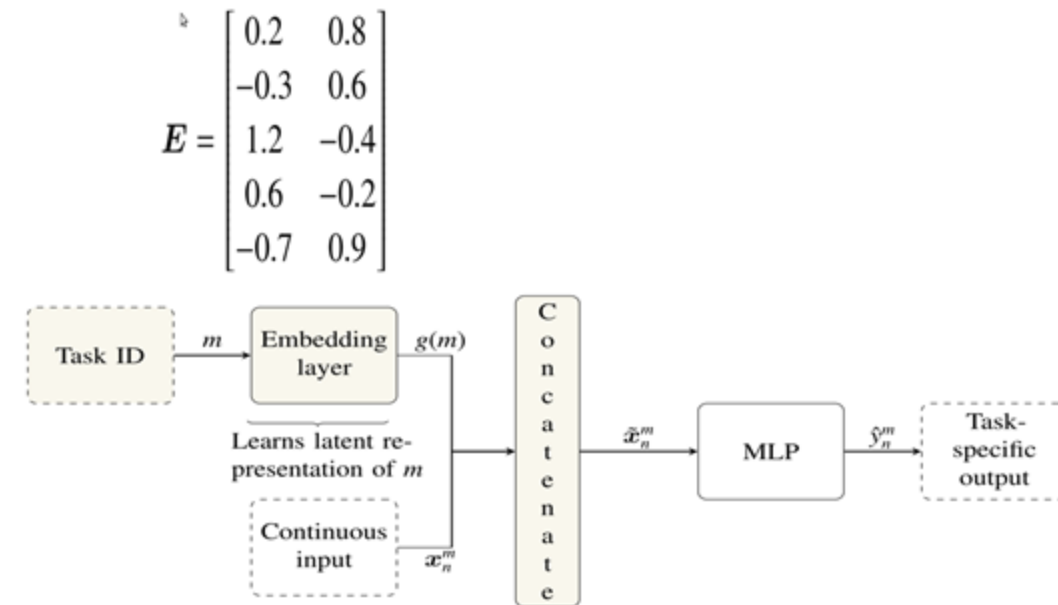 0.2 0.8
−0.3 0.6
E = 1.2 −0.4
0.6 −0.2
−0.7 0.9
Task ID
m
Embedding
layer
g(m)
Learns latent re-
presentation of m
Continuous
input
x_n^m
C
o
n
c
a
t
e
n
a
t
e
x̃_n^m
MLP
ŷ_n^m
Task-
specific
output